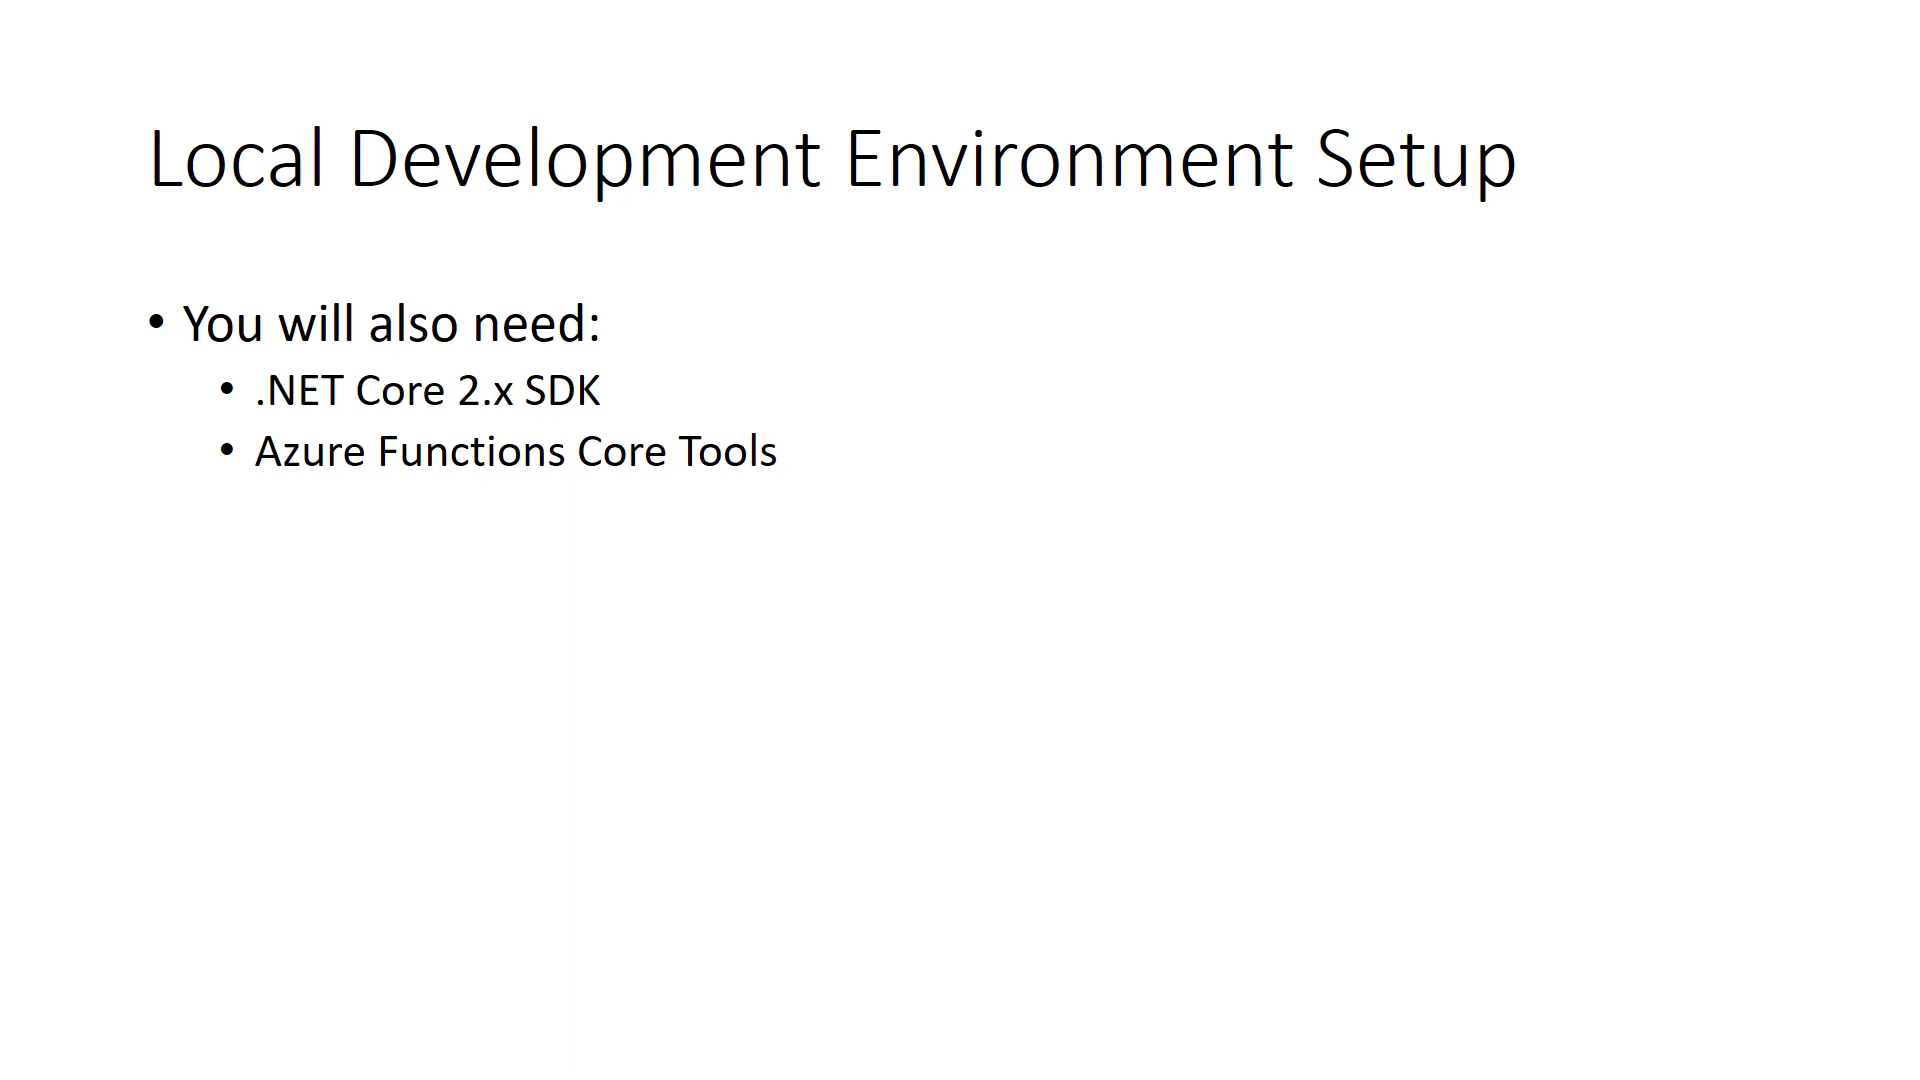 Local Development Environment Setup
• You will also need:
• .NET Core 2.x SDK
• Azure Functions Core Tools